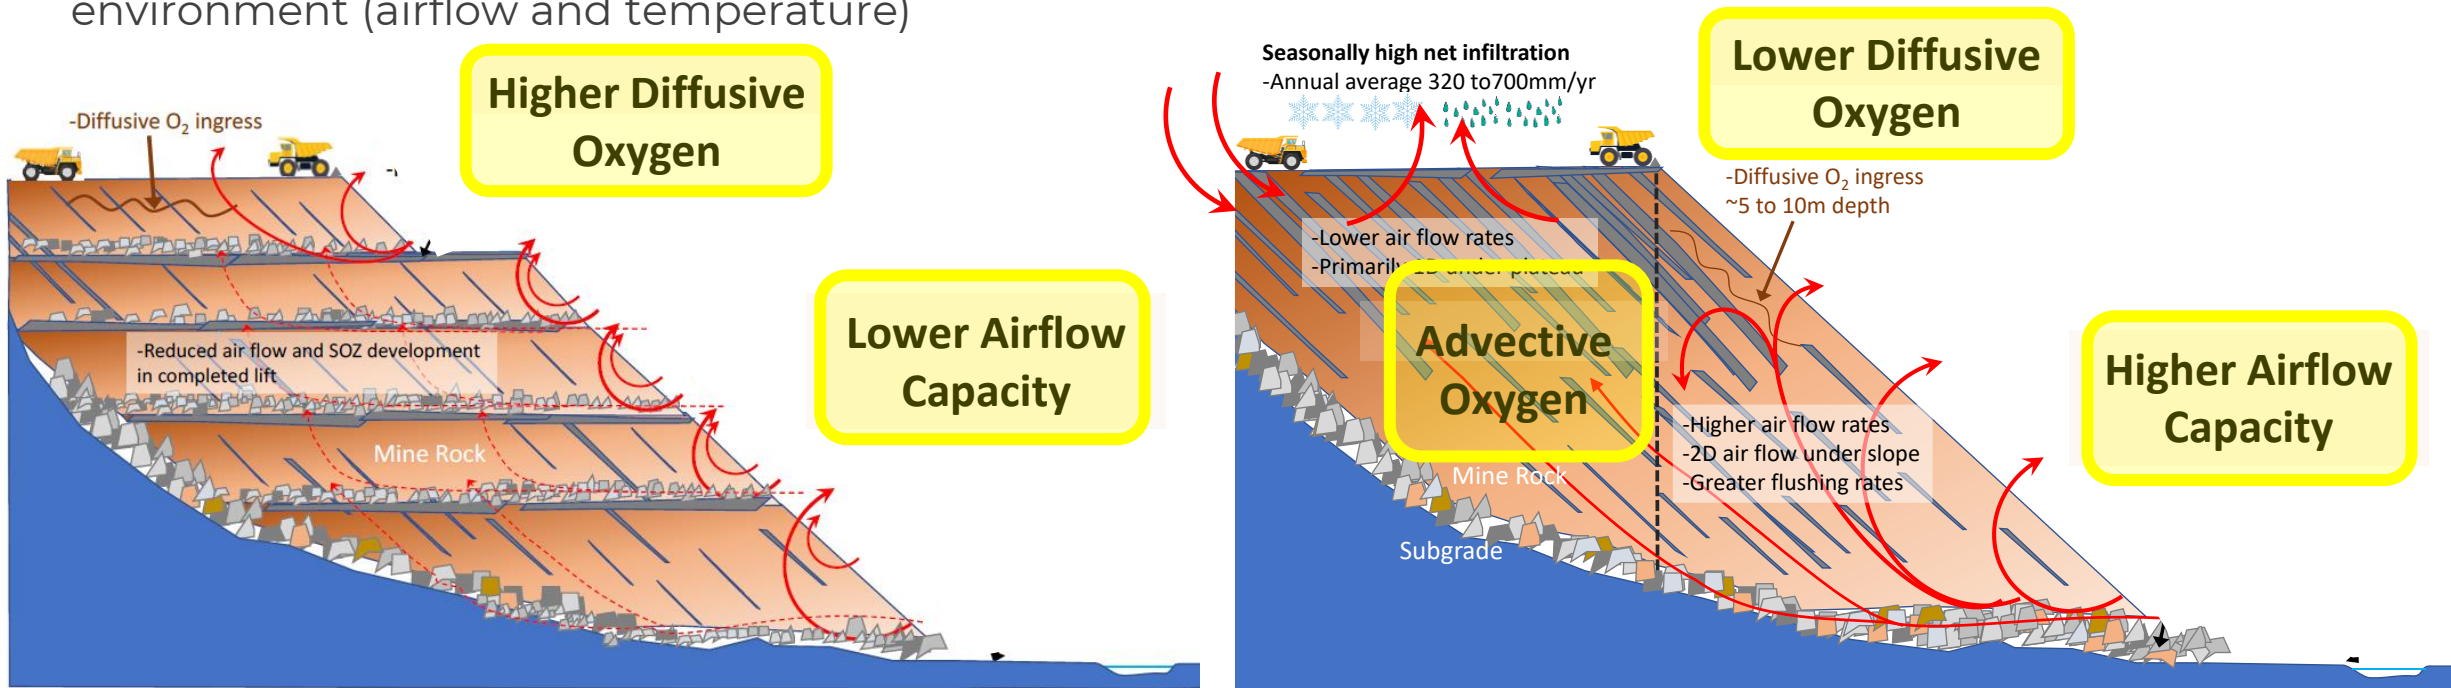 environment (airflow and temperature)
-Diffusive O₂ ingress
Higher Diffusive
Oxygen
Lower Airflow
Capacity
-Reduced air flow and SOZ development
in completed lift
Mine Rock
Seasonally high net infiltration
-Annual average 320 to700mm/yr
Lower Diffusive
Oxygen
-Diffusive O₂ ingress
~5 to 10m depth
-Lower air flow rates
-Primarily 1D under plateau
Advective
Oxygen
Higher Airflow
Capacity
-Higher air flow rates
-2D air flow under slope
-Greater flushing rates
Mine Rock
Subgrade